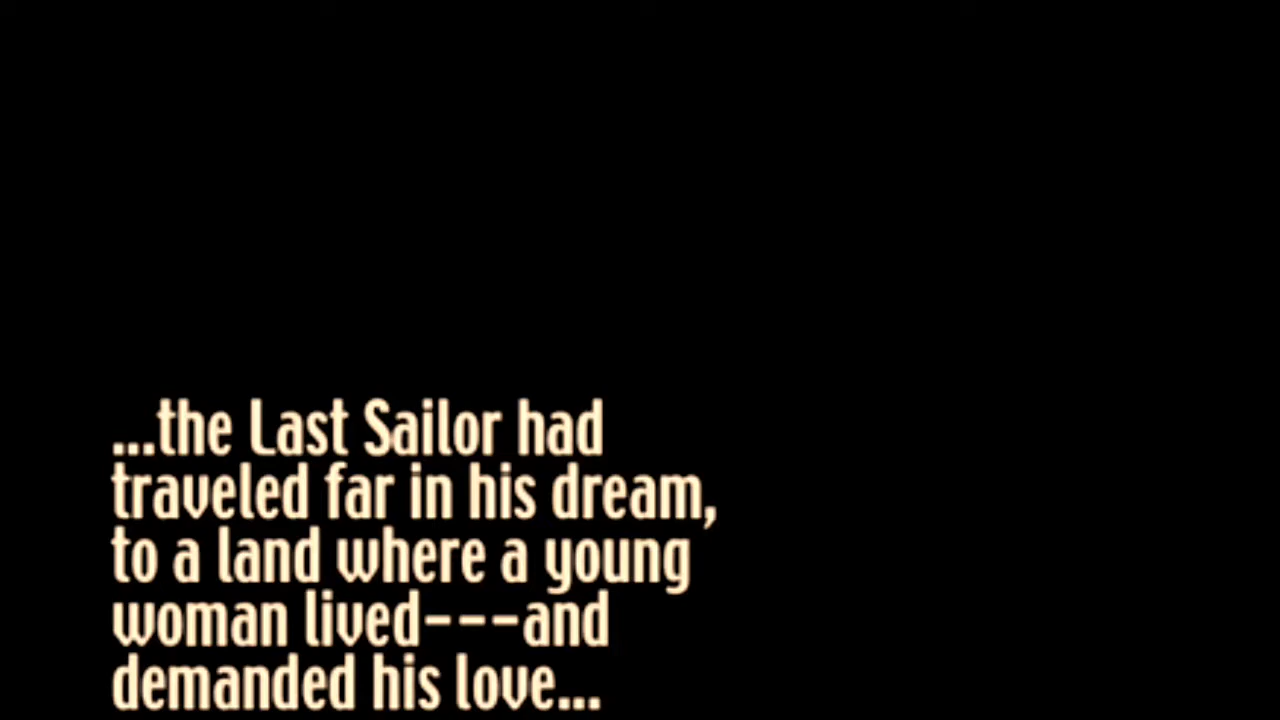 ...the Last Sailor had
traveled far in his dream,
to a land where a young
woman lived---and
demanded his love...